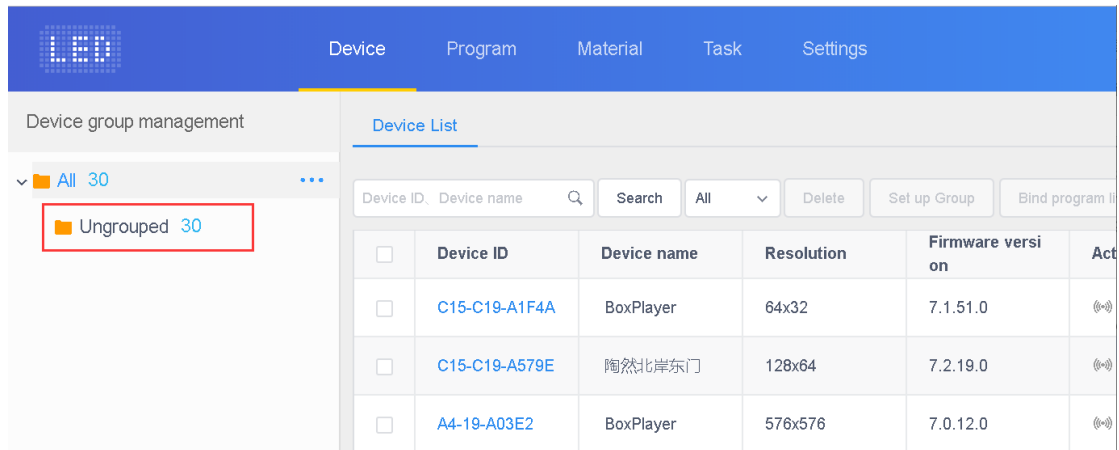 LED
Device Program Material Task Settings
Device group management
Device List
All 30
Ungrouped 30
Device ID、Device name Search All Delete Set up Group Bind program li
Device ID Device name Resolution Firmware versi
on Act
C15-C19-A1F4A BoxPlayer 64x32 7.1.51.0
C15-C19-A579E 陶然北岸东门 128x64 7.2.19.0
A4-19-A03E2 BoxPlayer 576x576 7.0.12.0